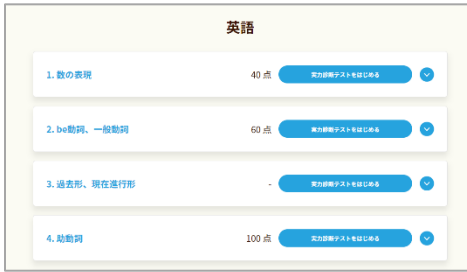 英語
1. 数の表現 40 点 実力診断テストをはじめる
2. be動詞、一般動詞 60 点 実力診断テストをはじめる
3. 過去形、現在進行形 - 実力診断テストをはじめる
4. 助動詞 100 点 実力診断テストをはじめる